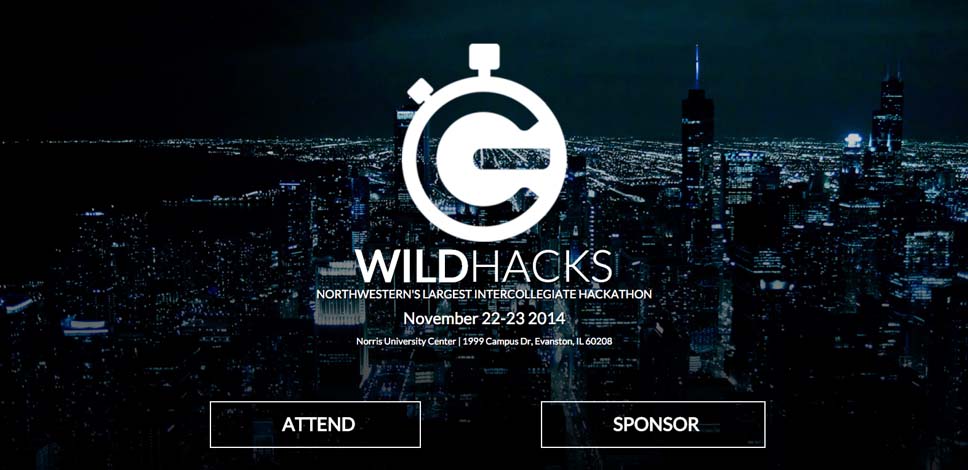 WILDHACKS
NORTHWESTERN'S LARGEST INTERCOLLEGIATE HACKATHON
November 22-23 2014
Norris University Center | 1999 Campus Dr, Evanston, IL 60208
ATTEND
SPONSOR